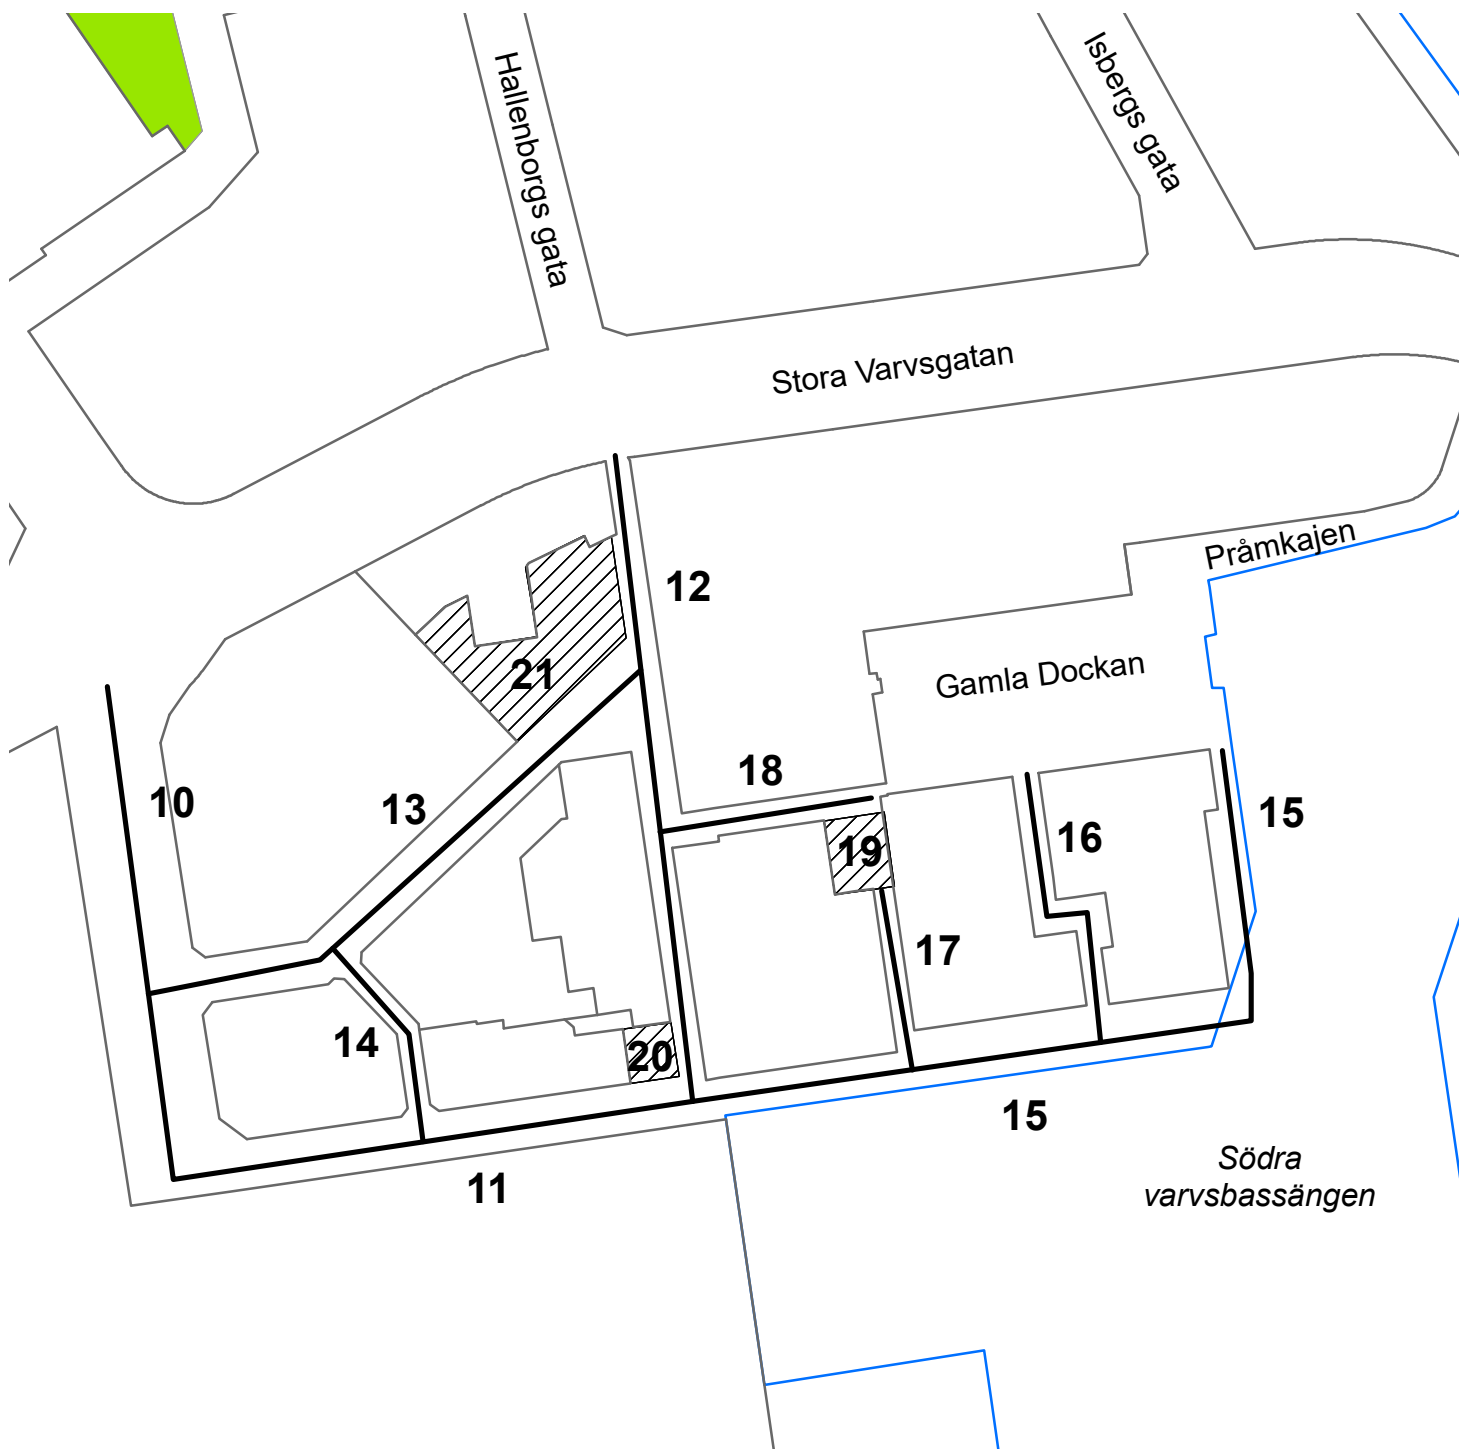 Hallenborgs gata
Isbergs gata
Stora Varvsgatan
Pråmkajen
12
Gamla Dockan
21
18
10
13
15
16
19
17
14
20
15
11
Södra
varvsbassängen